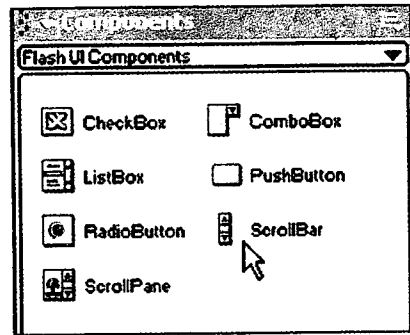 Components
Flash UI Components
CheckBox ComboBox
ListBox PushButton
RadioButton ScrollBar
ScrollPane